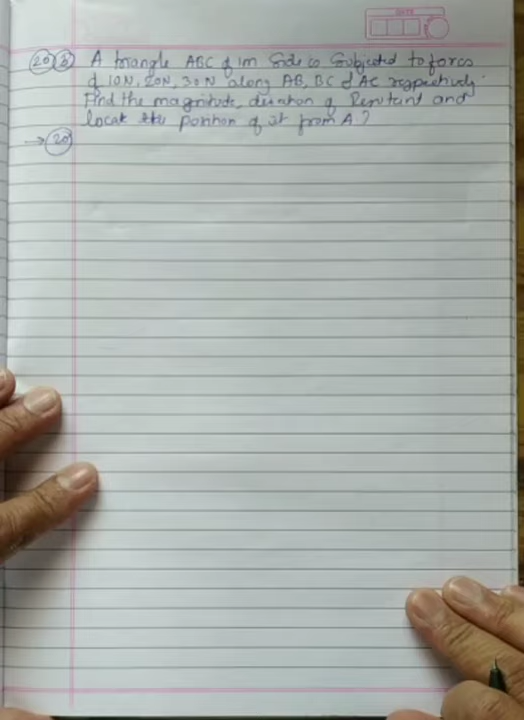 DATE
20 b A triangle ABC of 1m Side is Subjected to forces
of 10N, 20N, 30N along AB, BC & AC respectively.
Find the magnitude, direction of Resultant and
locate the position of it from A?
→ 20